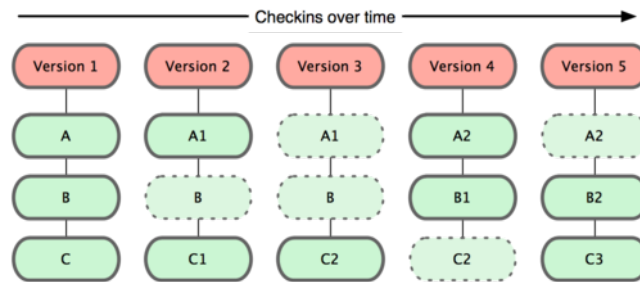 Checkins over time
Version 1 Version 2 Version 3 Version 4 Version 5
A A1 A1 A2 A2
B B B B1 B2
C C1 C2 C2 C3